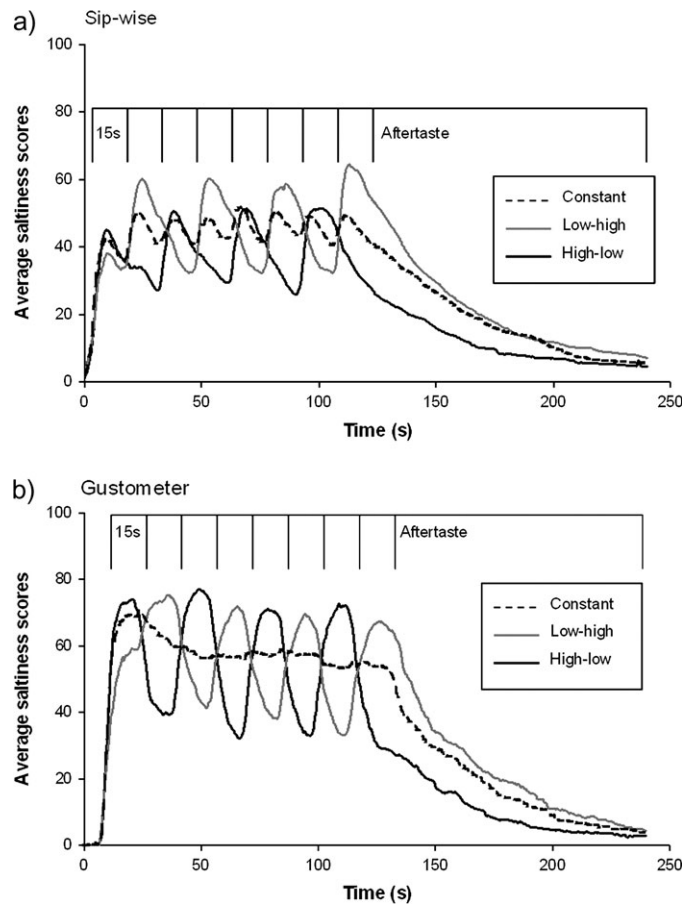 a) Sip-wise
100
80
60
40
20
0
Average saltiness scores
15s
Aftertaste
Constant
Low-high
High-low
0 50 100 150 200 250
Time (s)
b) Gustometer
100
80
60
40
20
0
Average saltiness scores
15s
Aftertaste
Constant
Low-high
High-low
0 50 100 150 200 250
Time (s)